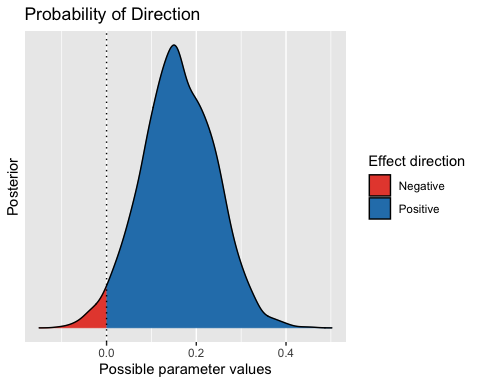 Probability of Direction
Posterior
0.0
0.2
0.4
Possible parameter values
Effect direction
Negative
Positive